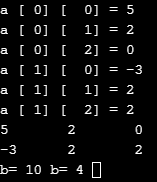 a [ 0] [  0] = 5
a [ 0] [  1] = 2
a [ 0] [  2] = 0
a [ 1] [  0] = -3
a [ 1] [  1] = 2
a [ 1] [  2] = 2
5       2       0
-3      2       2
b= 10 b= 4